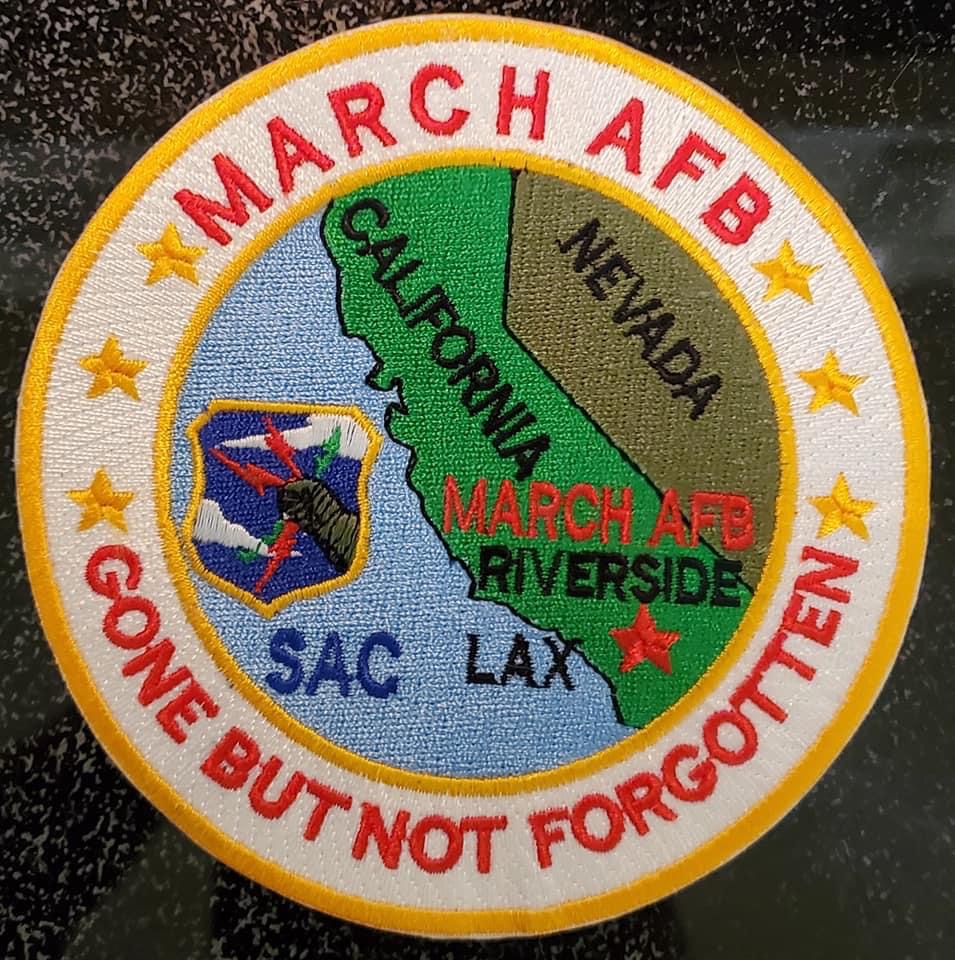 MARCH AFB
CALIFORNIA
NEVADA
MARCH AFB
RIVERSIDE
SAC
LAX
GONE BUT NOT FORGOTTEN